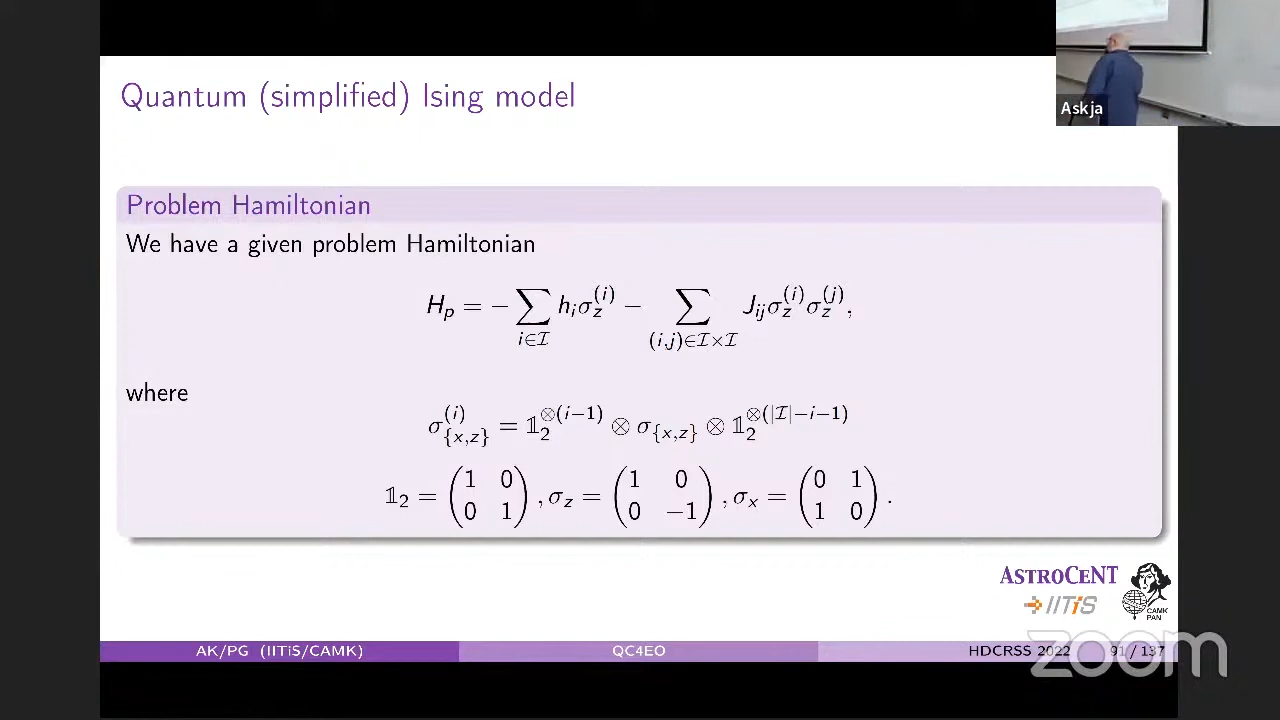 Askja
Quantum (simplified) Ising model
Problem Hamiltonian
We have a given problem Hamiltonian
H_p = − ∑_{i∈ℐ} h_i σ_z^{(i)} − ∑_{(i,j)∈ℐ×ℐ} J_{ij} σ_z^{(i)} σ_z^{(j)},
where
σ_{{x,z}}^{(i)} = 𝟙_2^{⊗(i−1)} ⊗ σ_{{x,z}} ⊗ 𝟙_2^{⊗(|ℐ|−i−1)}
𝟙_2 = (1 0; 0 1), σ_z = (1 0; 0 −1), σ_x = (0 1; 1 0).
ASTROCENT
IITiS
CAMK
PAN
AK/PG (IITiS/CAMK) QC4EO HDCRSS 2022 91 / 137
zoom